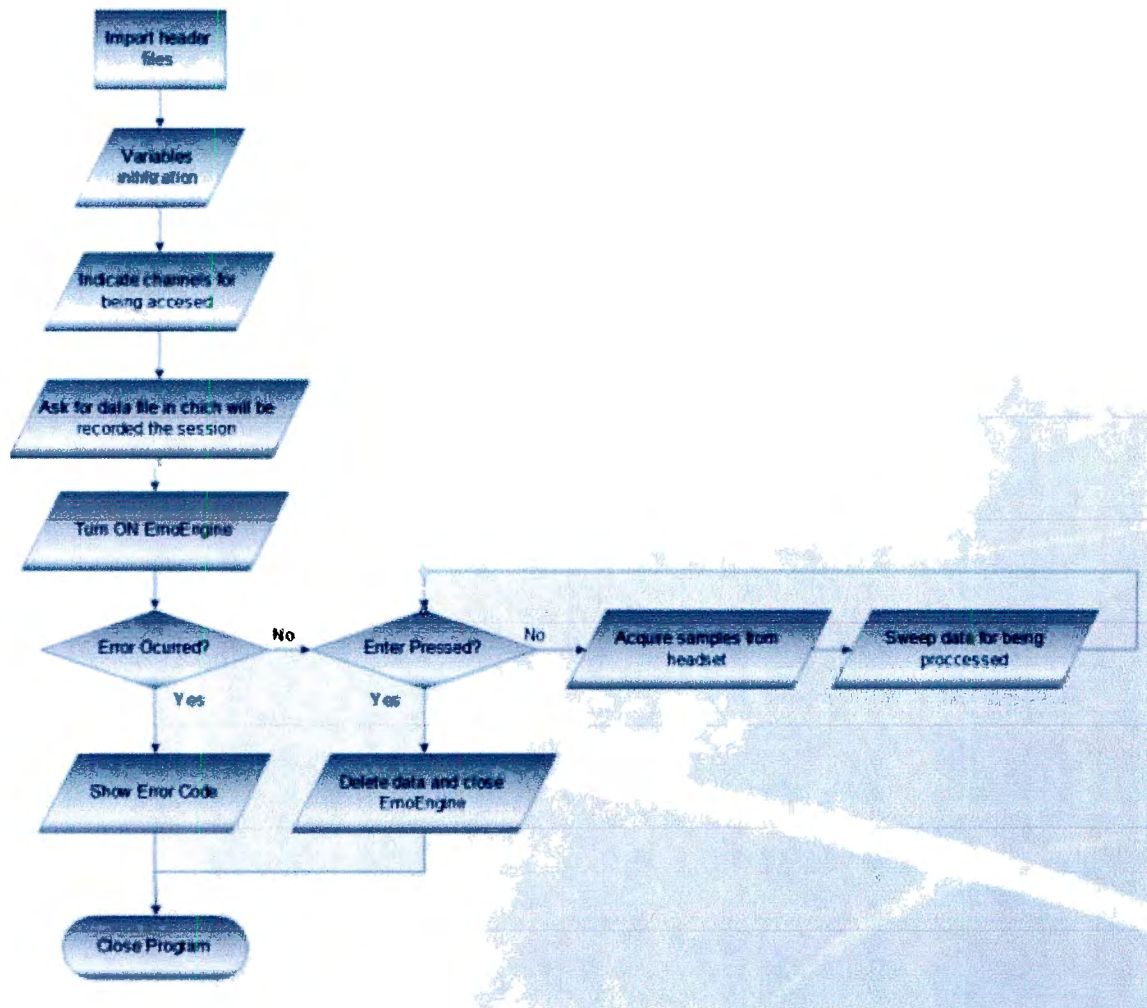 Import header
files
Variables
initilization
Indicate channels for
being accesed
Ask for data file in chich will be
recorded the session
Turn ON EmoEngine
Error Ocurred?
No
Enter Pressed?
No
Acquire samples from
headset
Sweep data for being
proccessed
Yes
Yes
Show Error Code
Delete data and close
EmoEngine
Close Program